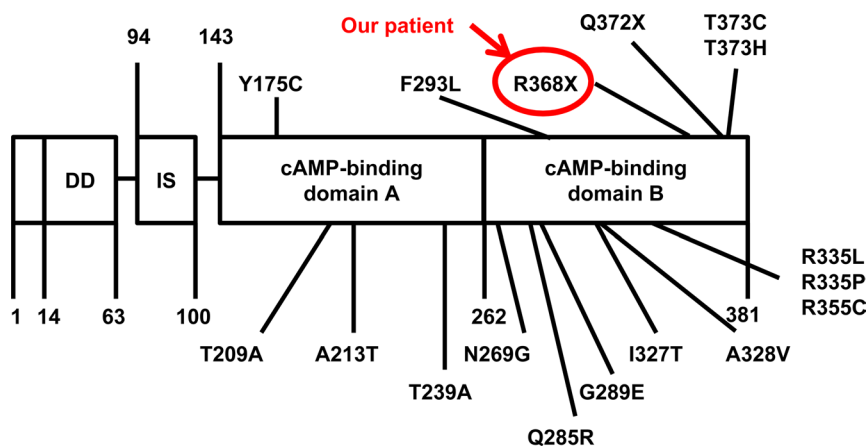 94
143
Our patient
Q372X
T373C
T373H
Y175C
F293L
R368X
DD
IS
cAMP-binding
domain A
cAMP-binding
domain B
1
14
63
100
262
381
R335L
R335P
R355C
T209A
A213T
T239A
N269G
Q285R
G289E
I327T
A328V